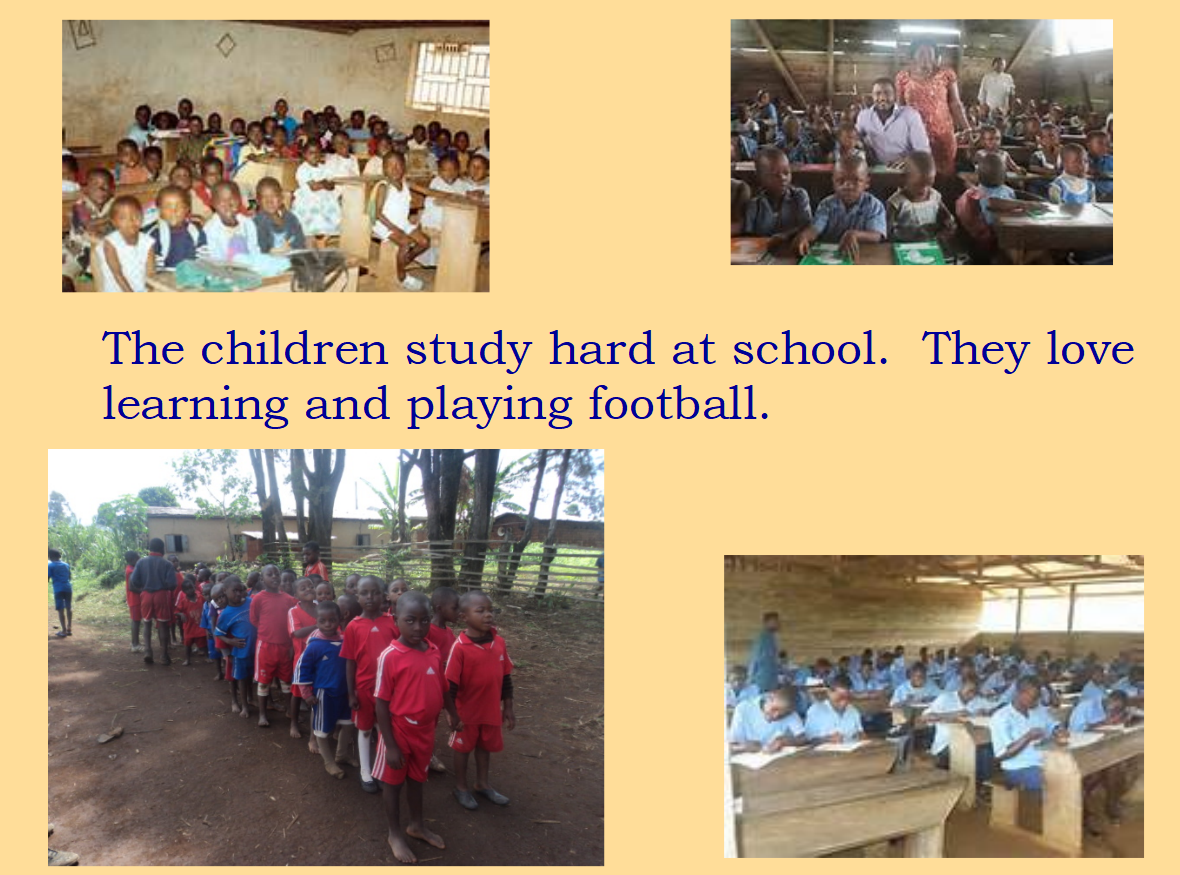 The children study hard at school.  They love
learning and playing football.